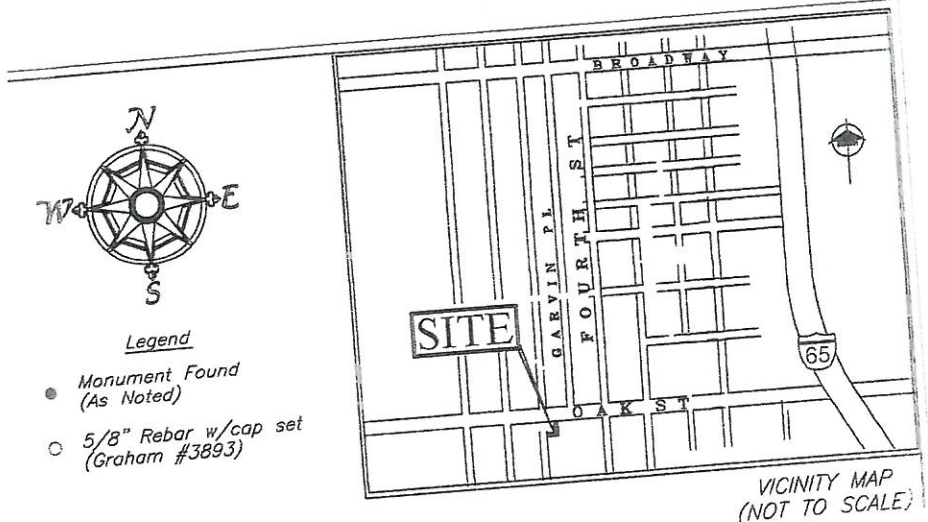 N
W E
S
Legend
Monument Found
(As Noted)
5/8" Rebar w/cap set
(Graham #3893)
BROADWAY
GARVIN PL
FOURTH ST
SITE
65
OAK ST
VICINITY MAP
(NOT TO SCALE)